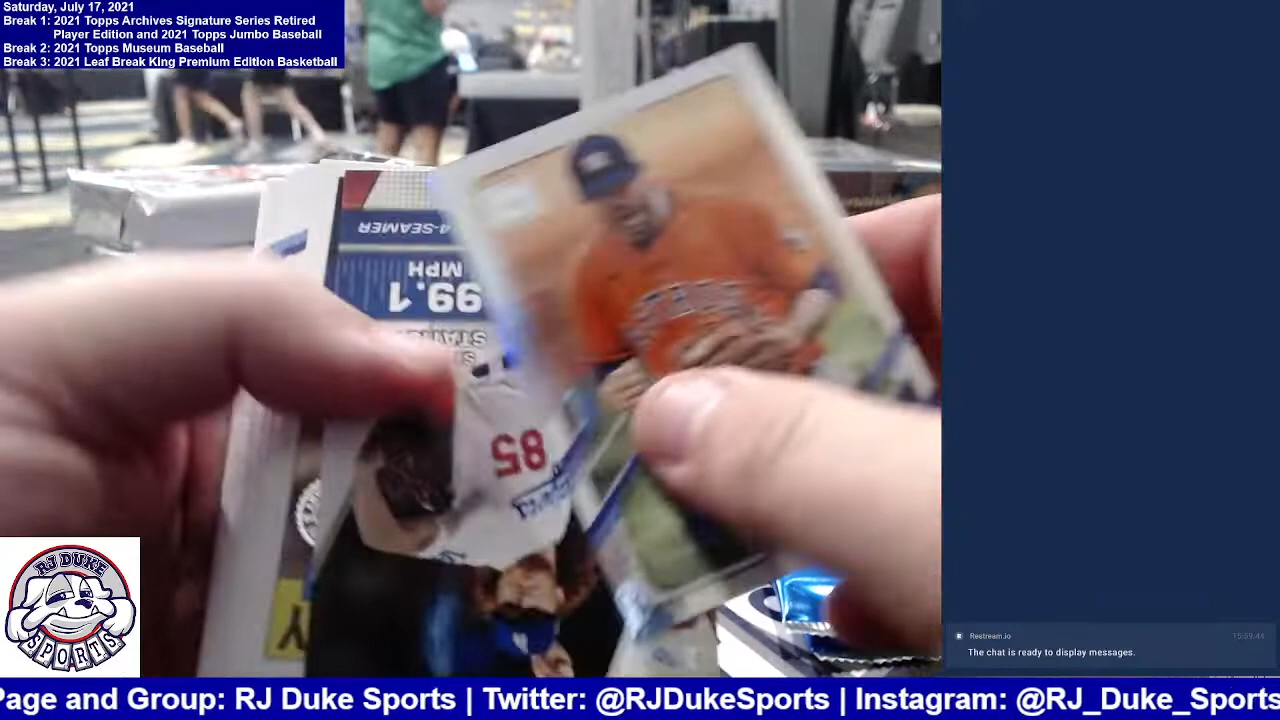 Saturday, July 17, 2021
Break 1: 2021 Topps Archives Signature Series Retired
Player Edition and 2021 Topps Jumbo Baseball
Break 2: 2021 Topps Museum Baseball
Break 3: 2021 Leaf Break King Premium Edition Basketball
4-SEAMER
MPH
99.1
85
RJ DUKE
SPORTS
Restream.io
15:59:44
The chat is ready to display messages.
Page and Group: RJ Duke Sports | Twitter: @RJDukeSports | Instagram: @RJ_Duke_Sports